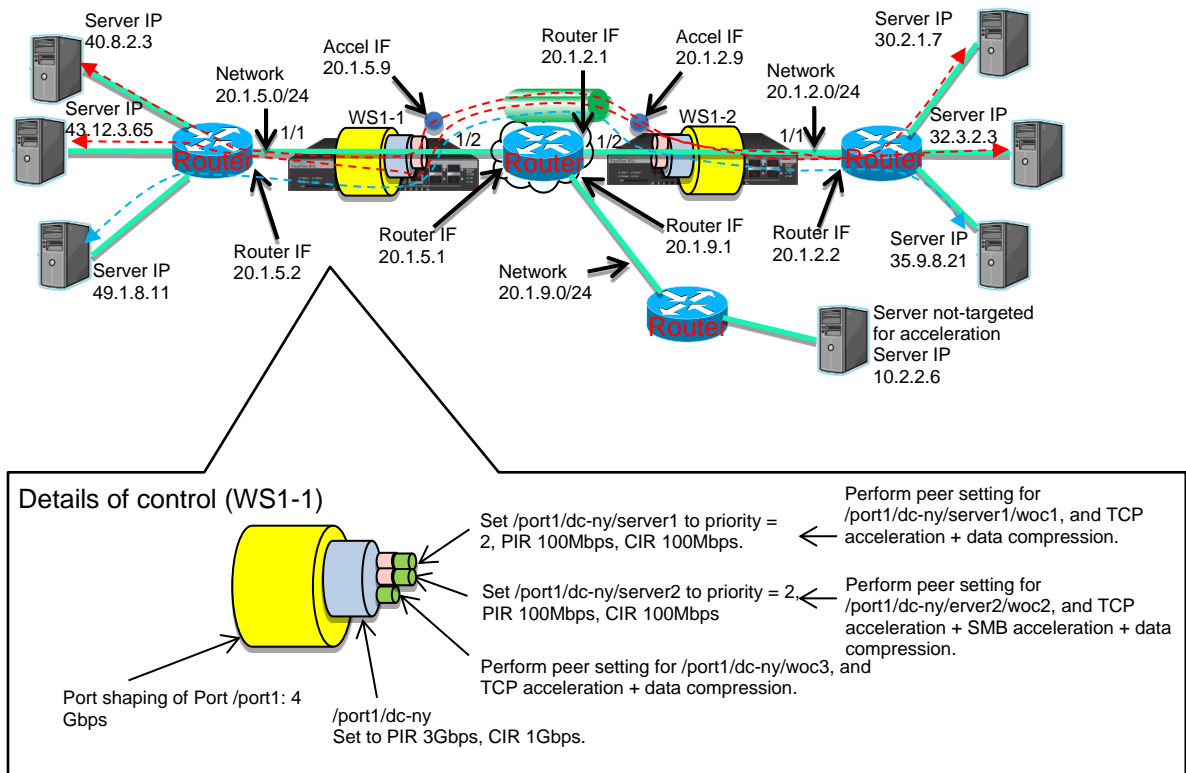 Server IP
40.8.2.3
Server IP
43.12.3.65
Server IP
49.1.8.11
Network
20.1.5.0/24
Router
1/1
Router IF
20.1.5.2
Accel IF
20.1.5.9
WS1-1
1/2
Router IF
20.1.5.1
Router IF
20.1.2.1
Router
Accel IF
20.1.2.9
1/2
WS1-2
Router IF
20.1.9.1
Network
20.1.9.0/24
Router
Network
20.1.2.0/24
1/1
Router IF
20.1.2.2
Router
Server IP
30.2.1.7
Server IP
32.3.2.3
Server IP
35.9.8.21
Server not-targeted
for acceleration
Server IP
10.2.2.6
Details of control (WS1-1)
Set /port1/dc-ny/server1 to priority =
2, PIR 100Mbps, CIR 100Mbps.
Perform peer setting for
/port1/dc-ny/server1/woc1, and TCP
acceleration + data compression.
Set /port1/dc-ny/server2 to priority = 2,
PIR 100Mbps, CIR 100Mbps
Perform peer setting for
/port1/dc-ny/erver2/woc2, and TCP
acceleration + SMB acceleration + data
compression.
Perform peer setting for /port1/dc-ny/woc3, and
TCP acceleration + data compression.
Port shaping of Port /port1: 4
Gbps
/port1/dc-ny
Set to PIR 3Gbps, CIR 1Gbps.